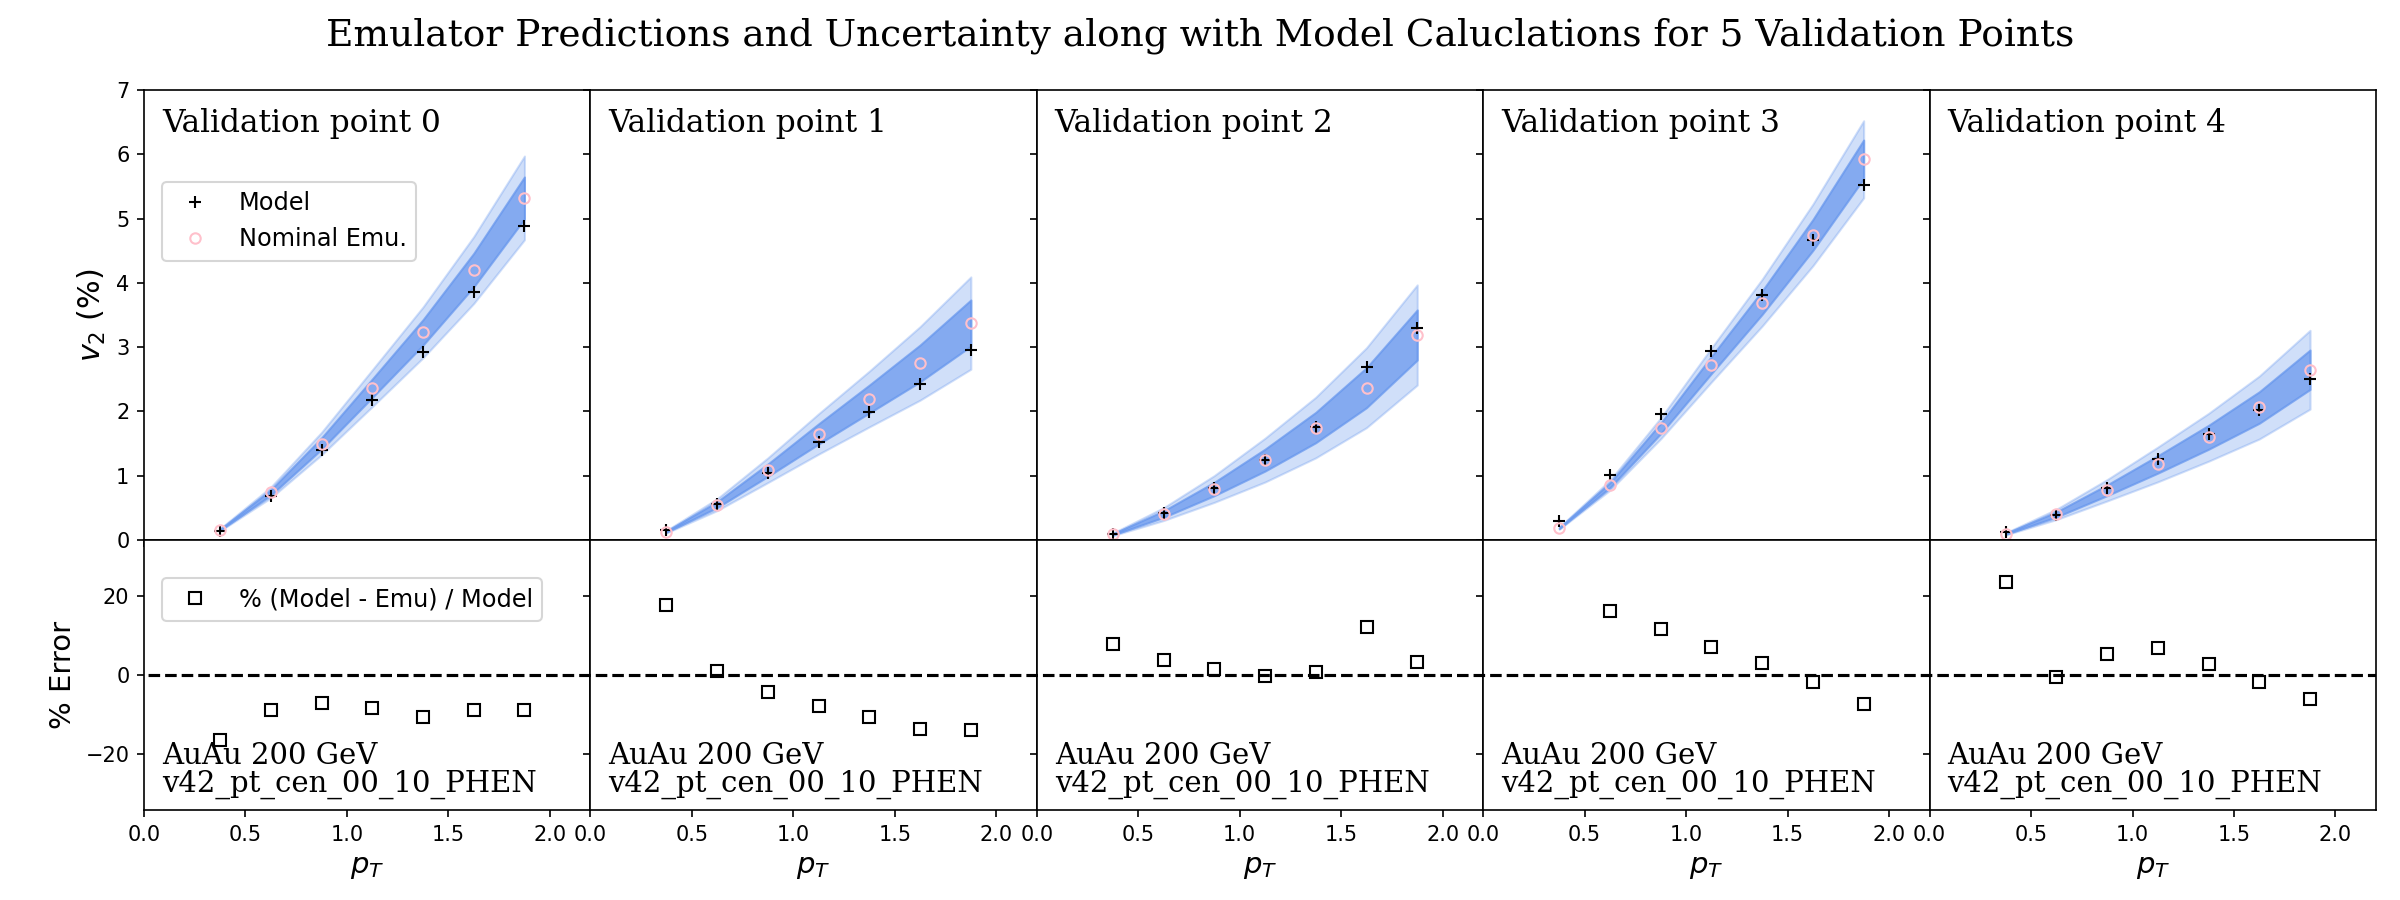 Emulator Predictions and Uncertainty along with Model Caluclations for 5 Validation Points
Validation point 0
Validation point 1
Validation point 2
Validation point 3
Validation point 4
Model
Nominal Emu.
v2 (%)
7
6
5
4
3
2
1
0
% (Model - Emu) / Model
% Error
20
0
−20
AuAu 200 GeV
v42_pt_cen_00_10_PHEN
AuAu 200 GeV
v42_pt_cen_00_10_PHEN
AuAu 200 GeV
v42_pt_cen_00_10_PHEN
AuAu 200 GeV
v42_pt_cen_00_10_PHEN
AuAu 200 GeV
v42_pt_cen_00_10_PHEN
0.0 0.5 1.0 1.5 2.0
0.0 0.5 1.0 1.5 2.0
0.0 0.5 1.0 1.5 2.0
0.0 0.5 1.0 1.5 2.0
0.0 0.5 1.0 1.5 2.0
pT
pT
pT
pT
pT